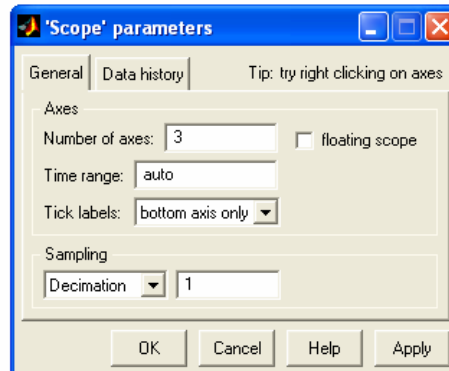 'Scope' parameters
General Data history Tip: try right clicking on axes
Axes
Number of axes: 3 floating scope
Time range: auto
Tick labels: bottom axis only
Sampling
Decimation 1
OK Cancel Help Apply